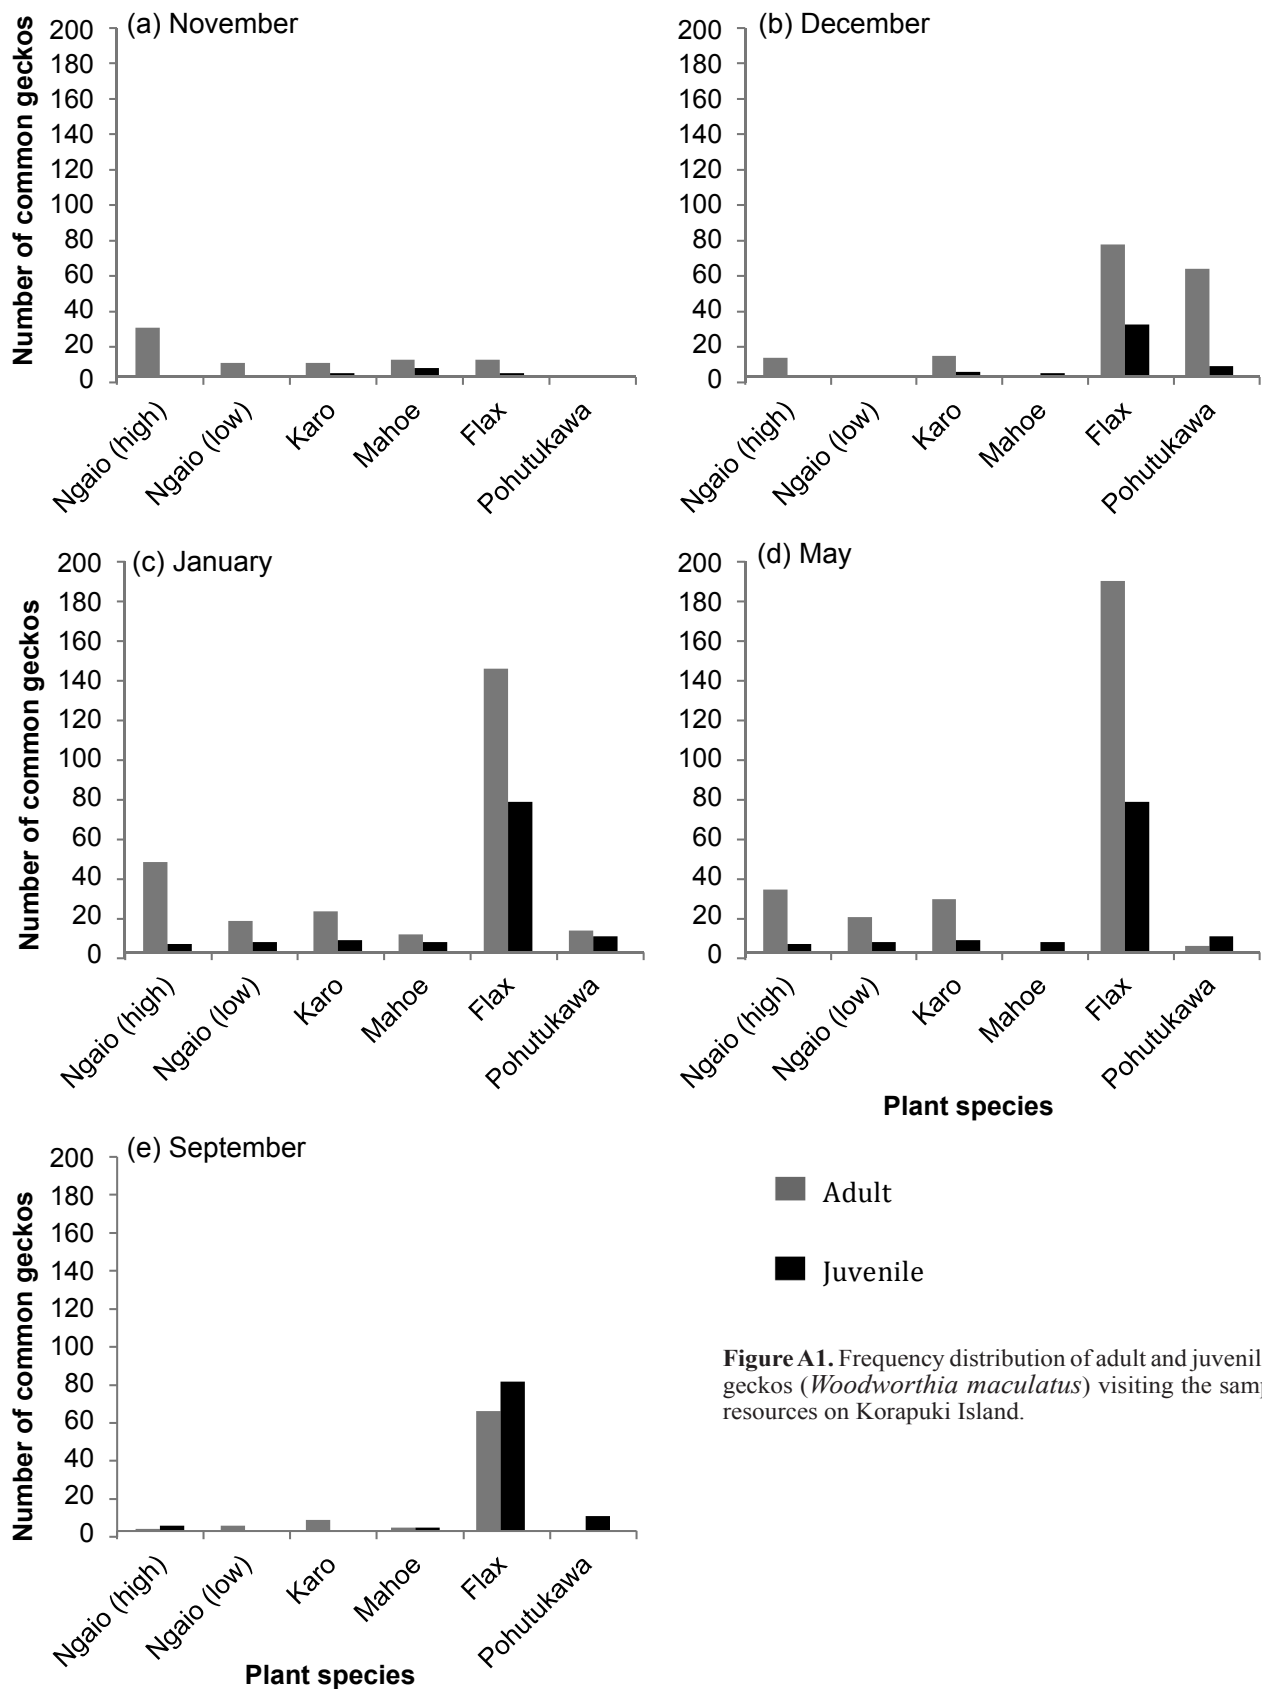 (a) November
Number of common geckos
200
180
160
140
120
100
80
60
40
20
0
Ngaio (high)
Ngaio (low)
Karo
Mahoe
Flax
Pohutukawa
(b) December
200
180
160
140
120
100
80
60
40
20
0
Ngaio (high)
Ngaio (low)
Karo
Mahoe
Flax
Pohutukawa
(c) January
Number of common geckos
200
180
160
140
120
100
80
60
40
20
0
Ngaio (high)
Ngaio (low)
Karo
Mahoe
Flax
Pohutukawa
(d) May
200
180
160
140
120
100
80
60
40
20
0
Ngaio (high)
Ngaio (low)
Karo
Mahoe
Flax
Pohutukawa
Plant species
(e) September
Number of common geckos
200
180
160
140
120
100
80
60
40
20
0
Ngaio (high)
Ngaio (low)
Karo
Mahoe
Flax
Pohutukawa
Plant species
Adult
Juvenile
Figure A1. Frequency distribution of adult and juvenil
geckos (Woodworthia maculatus) visiting the samp
resources on Korapuki Island.